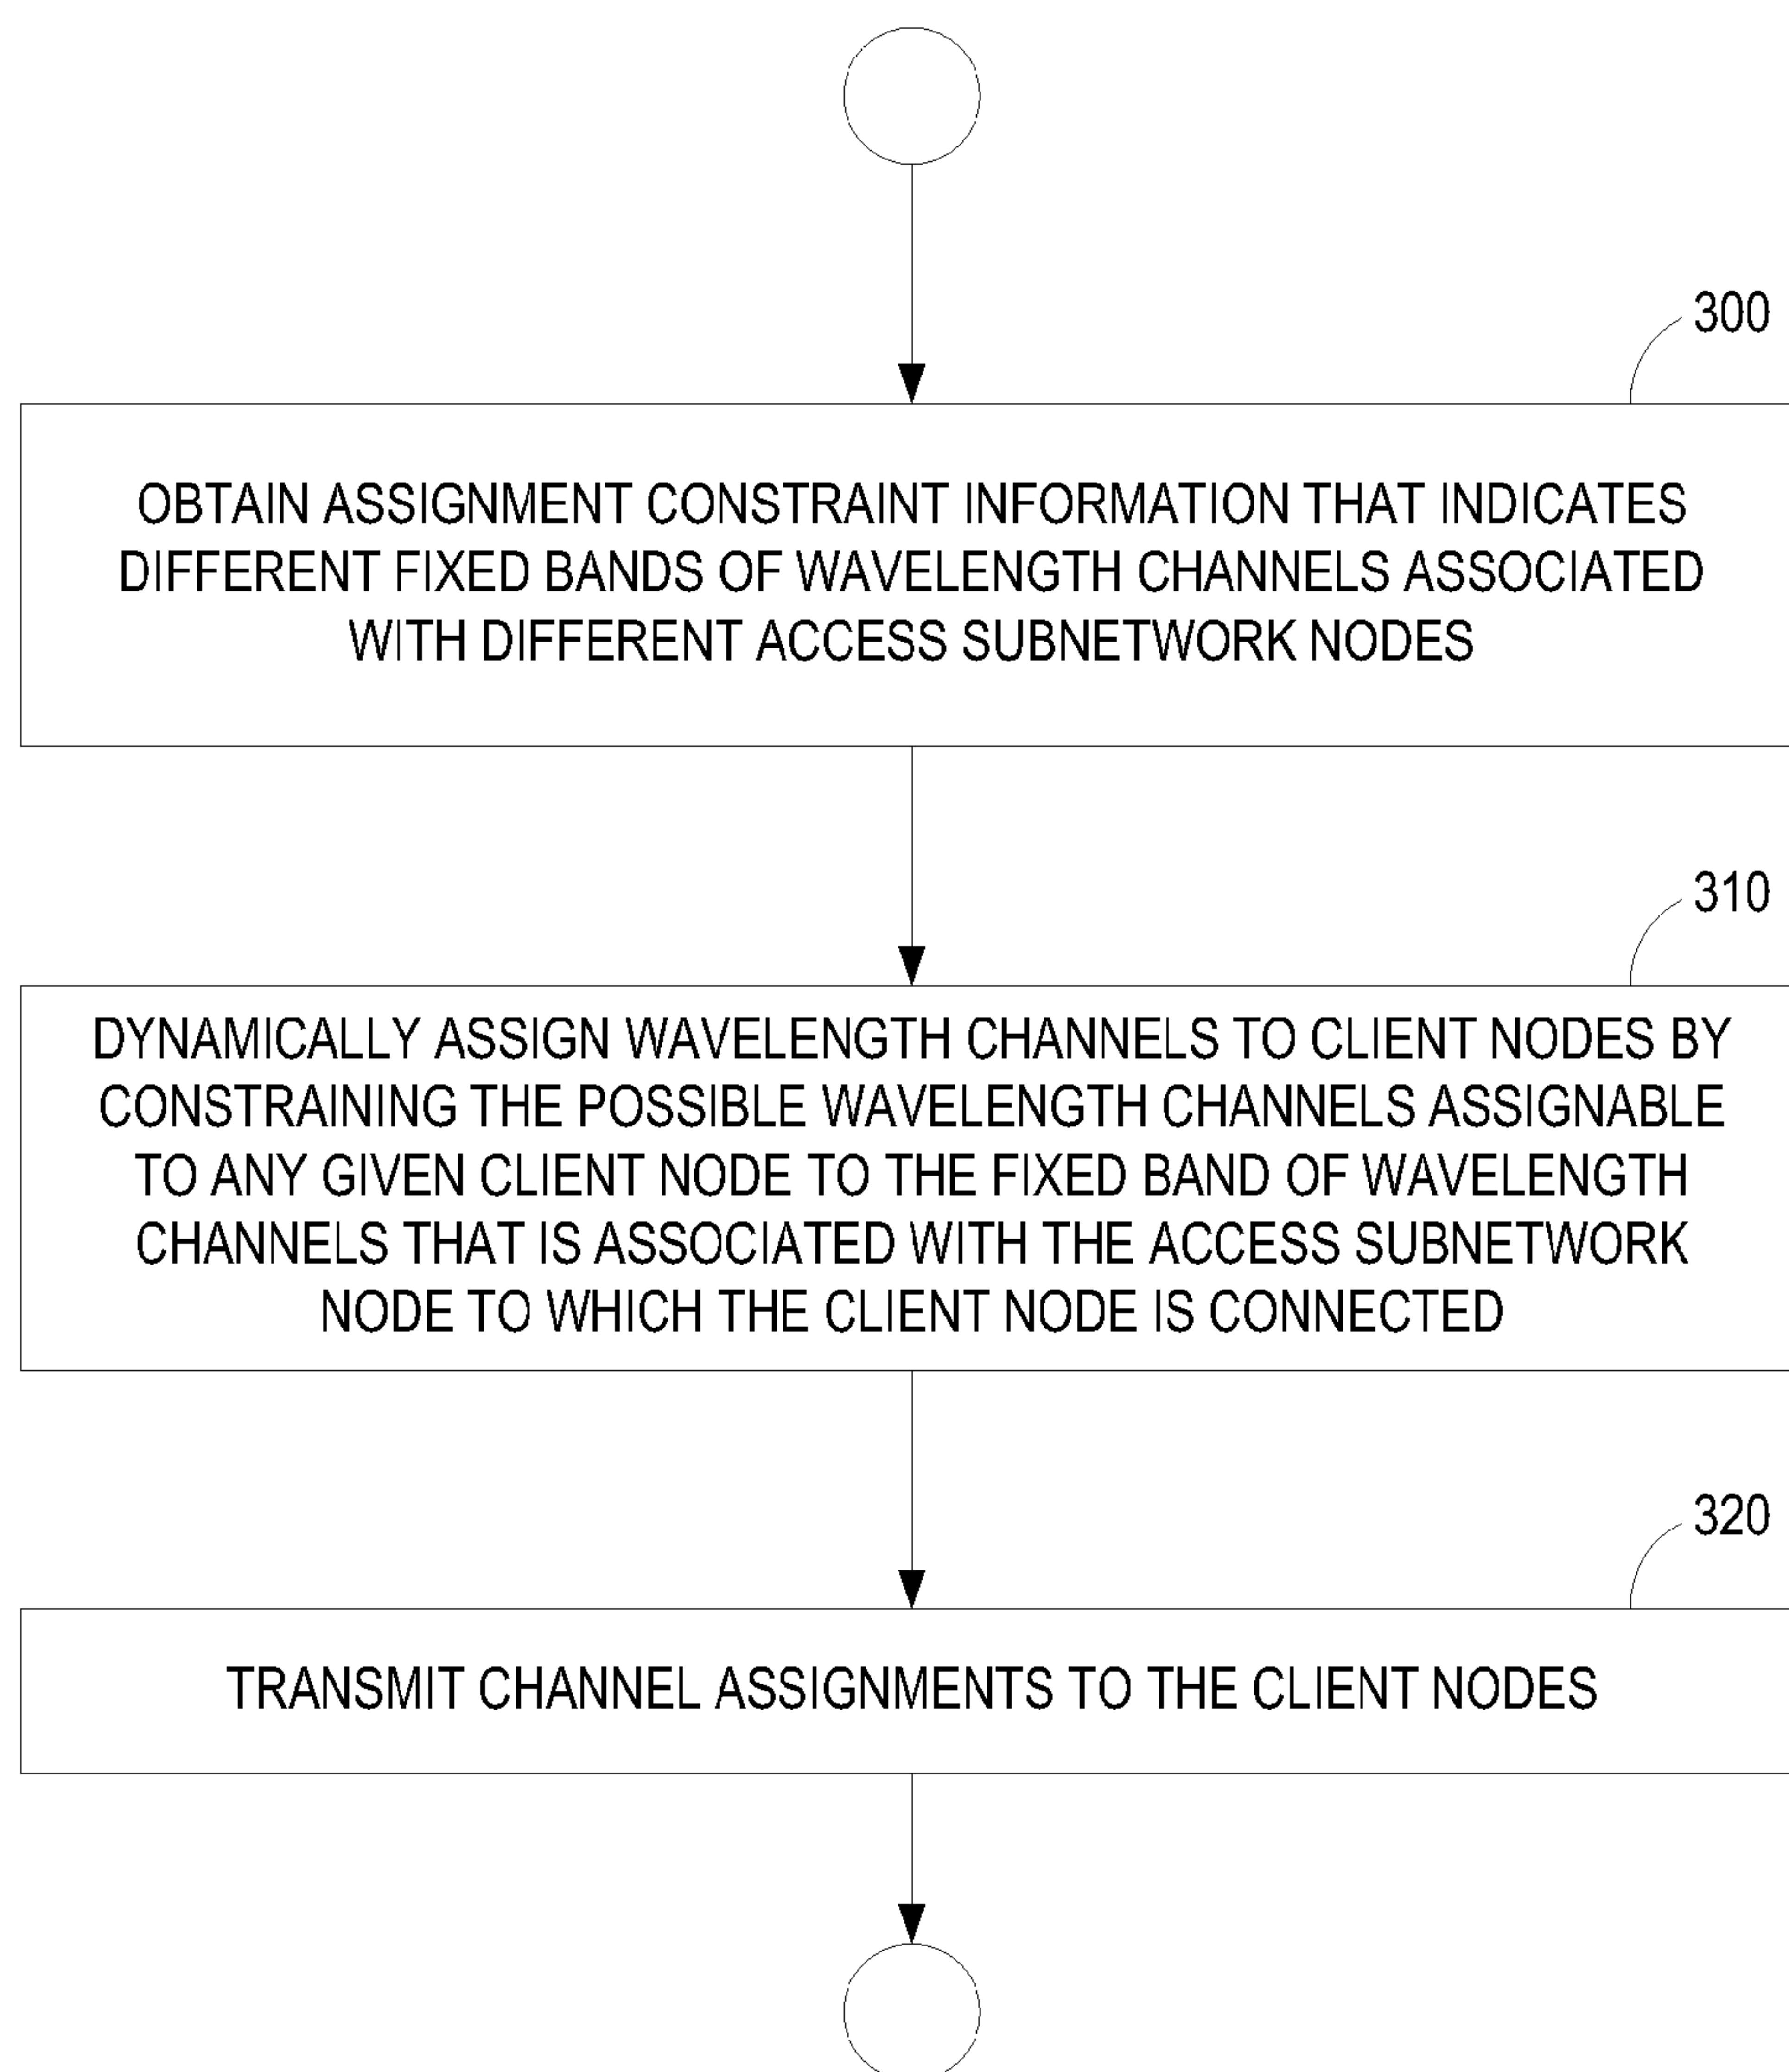 300
OBTAIN ASSIGNMENT CONSTRAINT INFORMATION THAT INDICATES
DIFFERENT FIXED BANDS OF WAVELENGTH CHANNELS ASSOCIATED
WITH DIFFERENT ACCESS SUBNETWORK NODES
310
DYNAMICALLY ASSIGN WAVELENGTH CHANNELS TO CLIENT NODES BY
CONSTRAINING THE POSSIBLE WAVELENGTH CHANNELS ASSIGNABLE
TO ANY GIVEN CLIENT NODE TO THE FIXED BAND OF WAVELENGTH
CHANNELS THAT IS ASSOCIATED WITH THE ACCESS SUBNETWORK
NODE TO WHICH THE CLIENT NODE IS CONNECTED
320
TRANSMIT CHANNEL ASSIGNMENTS TO THE CLIENT NODES